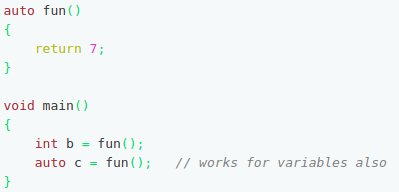 auto fun()
{
    return 7;
}

void main()
{
    int b = fun();
    auto c = fun();   // works for variables also
}